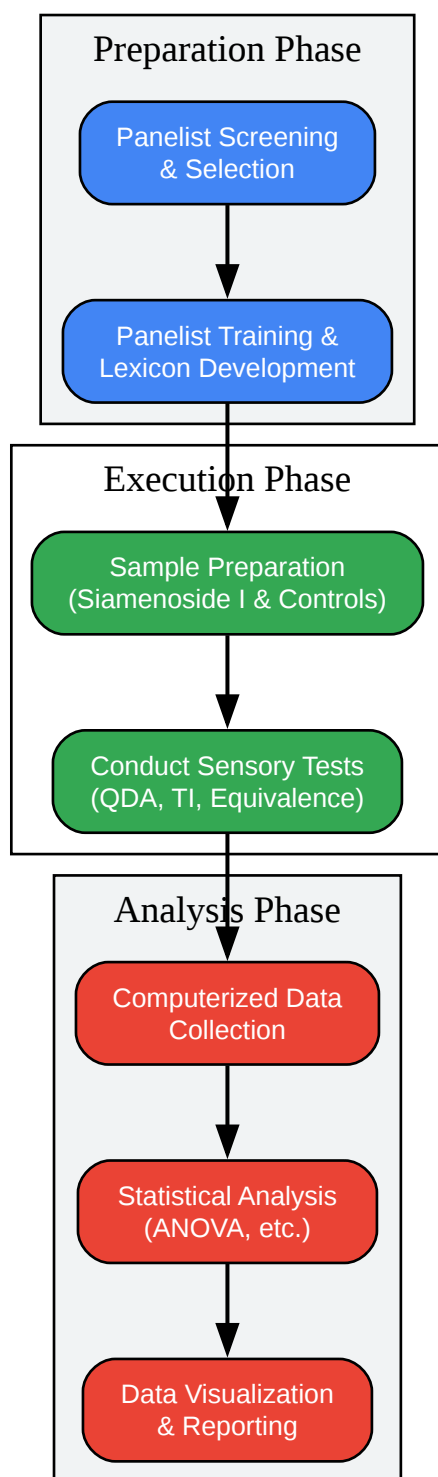 Preparation Phase
Panelist Screening
& Selection
Panelist Training &
Lexicon Development
Execution Phase
Sample Preparation
(Siamenoside I & Controls)
Conduct Sensory Tests
(QDA, TI, Equivalence)
Analysis Phase
Computerized Data
Collection
Statistical Analysis
(ANOVA, etc.)
Data Visualization
& Reporting